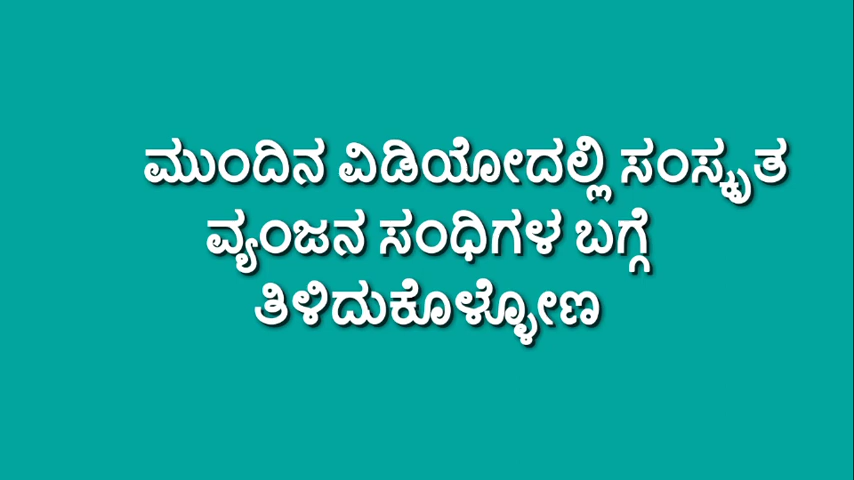 ಮುಂದಿನ ವಿಡಿಯೋದಲ್ಲಿ ಸಂಸ್ಕೃತ
ವ್ಯಂಜನ ಸಂಧಿಗಳ ಬಗ್ಗೆ
ತಿಳಿದುಕೊಳ್ಳೋಣ